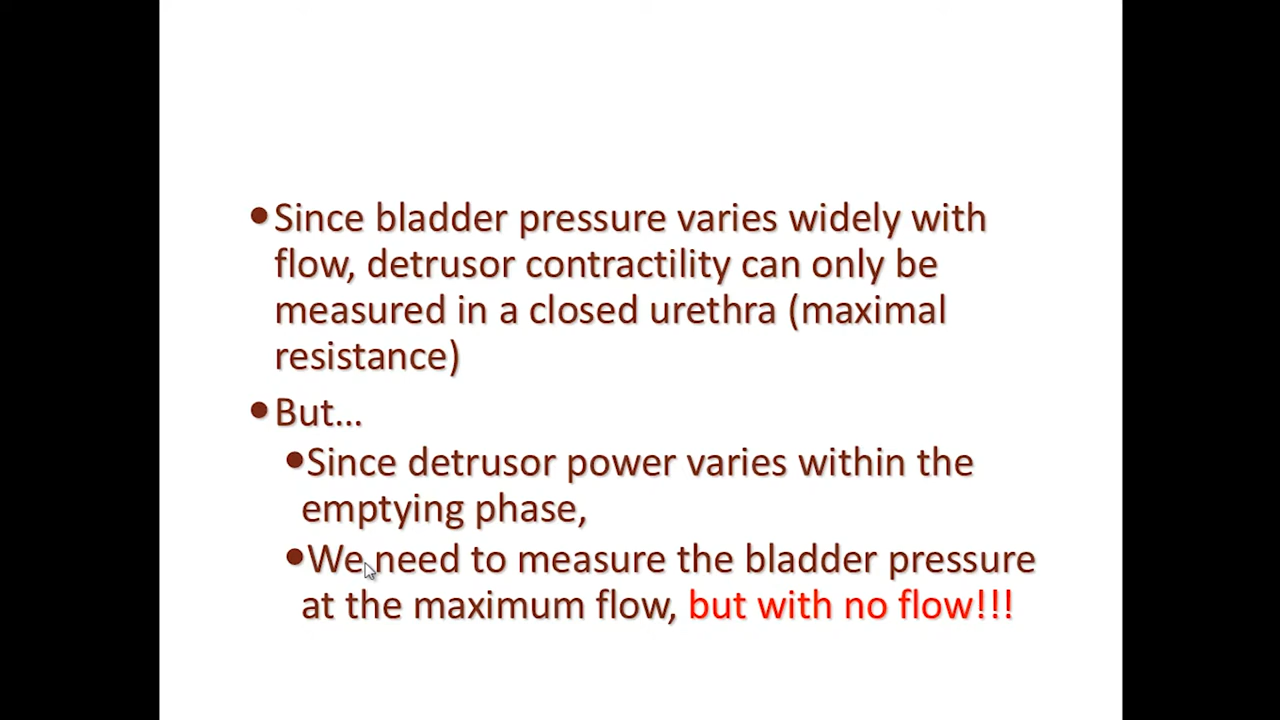 •Since bladder pressure varies widely with
flow, detrusor contractility can only be
measured in a closed urethra (maximal
resistance)
•But...
•Since detrusor power varies within the
emptying phase,
•We need to measure the bladder pressure
at the maximum flow, but with no flow!!!